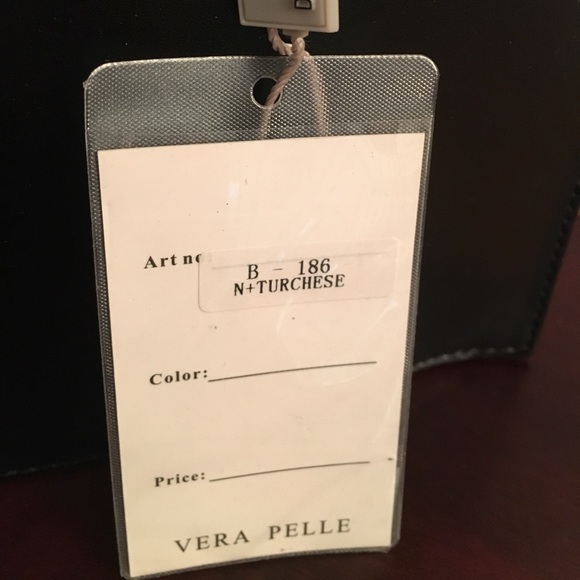 Art no
B - 186
N+TURCHESE
Color:
Price:
VERA PELLE